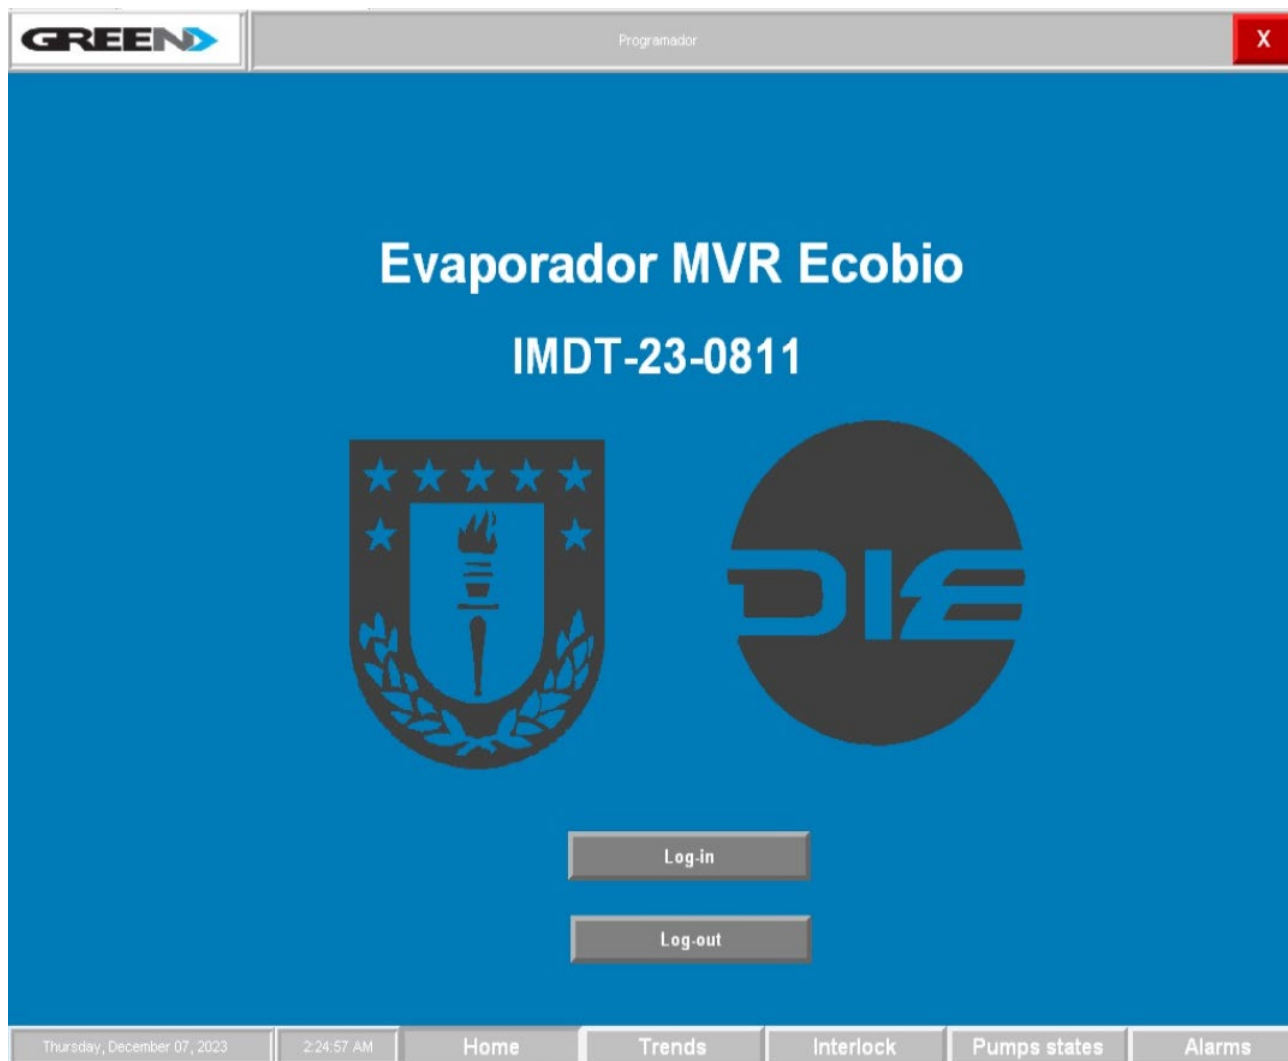 GREEN
Programador
X
Evaporador MVR Ecobio
IMDT-23-0811
DIE
Log-in
Log-out
Thursday, December 07, 2023
2:24:57 AM
Home
Trends
Interlock
Pumps states
Alarms